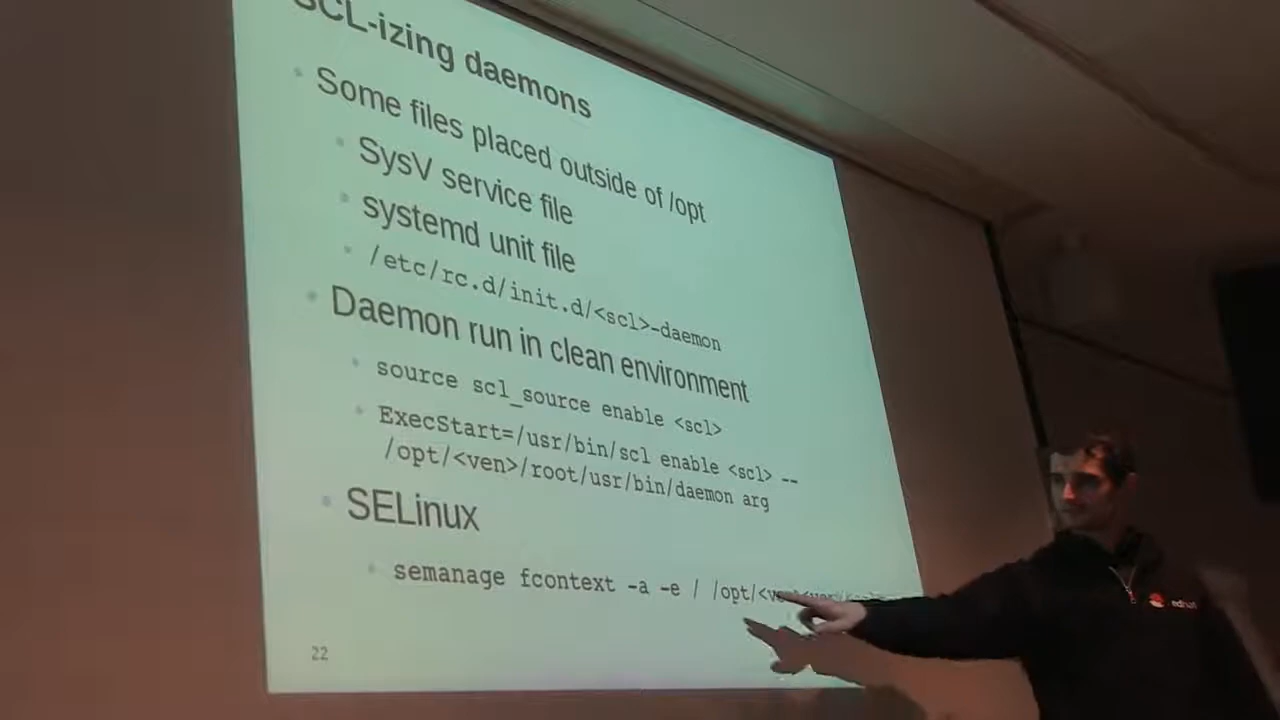 SCL-izing daemons
Some files placed outside of /opt
SysV service file
systemd unit file
/etc/rc.d/init.d/<scl>-daemon
Daemon run in clean environment
source scl_source enable <scl>
ExecStart=/usr/bin/scl enable <scl> --
/opt/<ven>/root/usr/bin/daemon arg
SELinux
semanage fcontext -a -e / 
22